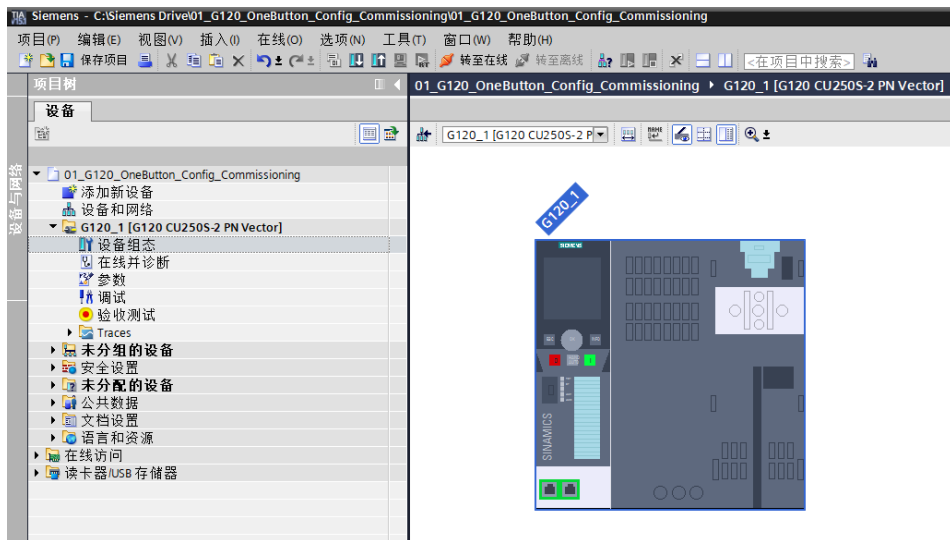 Siemens - C:\Siemens Drive\01_G120_OneButton_Config_Commissioning\01_G120_OneButton_Config_Commissioning
项目(P) 编辑(E) 视图(V) 插入(I) 在线(O) 选项(N) 工具(T) 窗口(W) 帮助(H)
保存项目 转至在线 转至离线 <在项目中搜索>
项目树
01_G120_OneButton_Config_Commissioning G120_1 [G120 CU250S-2 PN Vector]
设备
G120_1 [G120 CU250S-2 P
设备与网络
01_G120_OneButton_Config_Commissioning
添加新设备
设备和网络
G120_1 [G120 CU250S-2 PN Vector]
设备组态
在线并诊断
参数
调试
验收测试
Traces
未分组的设备
安全设置
未分配的设备
公共数据
文档设置
语言和资源
在线访问
读卡器/USB 存储器
G120_1
SIEMENS
SINAMICS